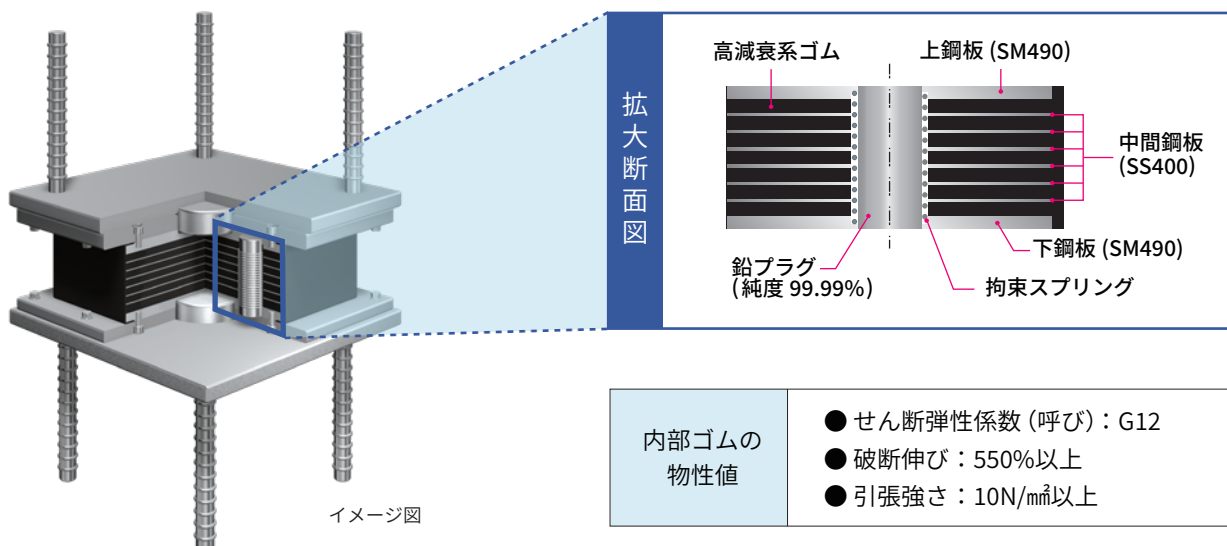 高減衰系ゴム
上鋼板 (SM490)
拡大断面図
中間鋼板
(SS400)
下鋼板 (SM490)
鉛プラグ
(純度 99.99%)
拘束スプリング
イメージ図
内部ゴムの
物性値
● せん断弾性係数 (呼び)：G12
● 破断伸び：550%以上
● 引張強さ：10N/㎟以上